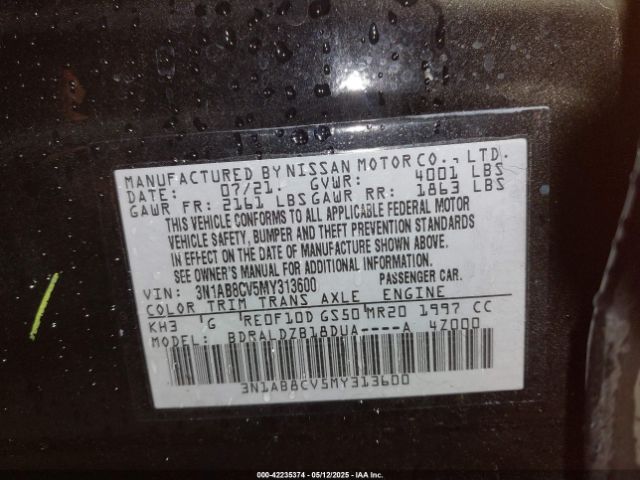 MANUFACTURED BY NISSAN MOTOR CO., LTD.
DATE: 07/21. GVWR: 4001 LBS
GAWR FR: 2161 LBS GAWR RR: 1863 LBS
THIS VEHICLE CONFORMS TO ALL APPLICABLE FEDERAL MOTOR
VEHICLE SAFETY, BUMPER AND THEFT PREVENTION STANDARDS
IN EFFECT ON THE DATE OF MANUFACTURE SHOWN ABOVE.
SEE OWNER'S MANUAL FOR ADDITIONAL INFORMATION.
VIN: 3N1AB8CV5MY313600 PASSENGER CAR.
COLOR TRIM TRANS AXLE ENGINE
KH3 G RE0F10D GS50 MR20 1997 CC
MODEL: BDRALDZB18DUA----A 4Z000
3N1AB8CV5MY313600
000-42235374 - 05/12/2025 - IAA Inc.